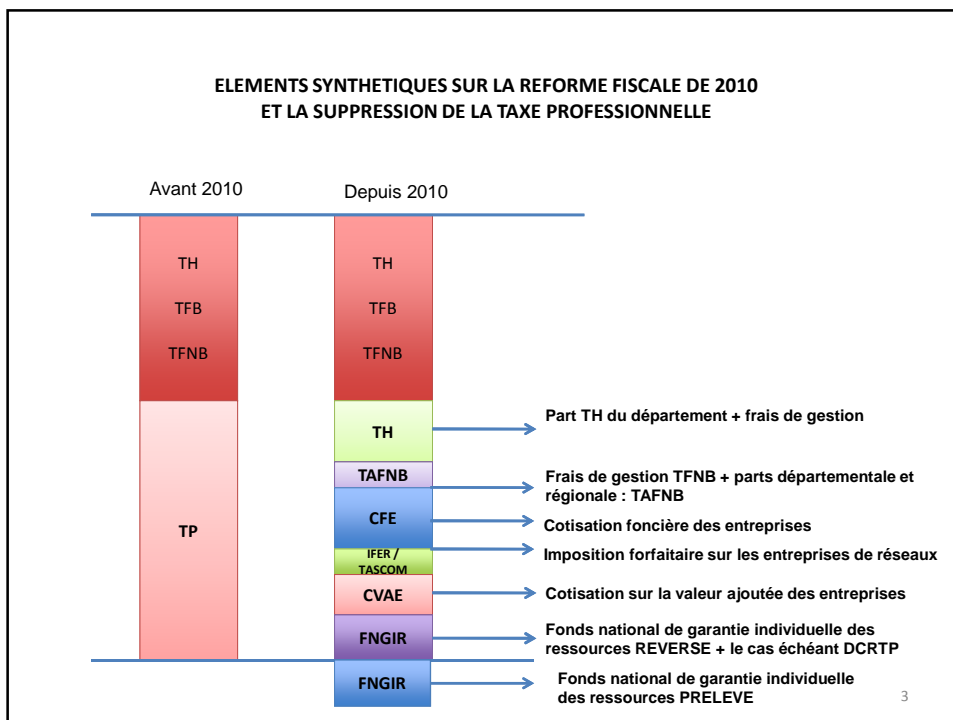 ELEMENTS SYNTHETIQUES SUR LA REFORME FISCALE DE 2010
ET LA SUPPRESSION DE LA TAXE PROFESSIONNELLE
Avant 2010
Depuis 2010
TH
TFB
TFNB
TP
TH
TFB
TFNB
TH
Part TH du département + frais de gestion
TAFNB
Frais de gestion TFNB + parts départementale et
régionale : TAFNB
CFE
Cotisation foncière des entreprises
IFER /
TASCOM
Imposition forfaitaire sur les entreprises de réseaux
CVAE
Cotisation sur la valeur ajoutée des entreprises
FNGIR
Fonds national de garantie individuelle des
ressources REVERSE + le cas échéant DCRTP
FNGIR
Fonds national de garantie individuelle
des ressources PRELEVE
3